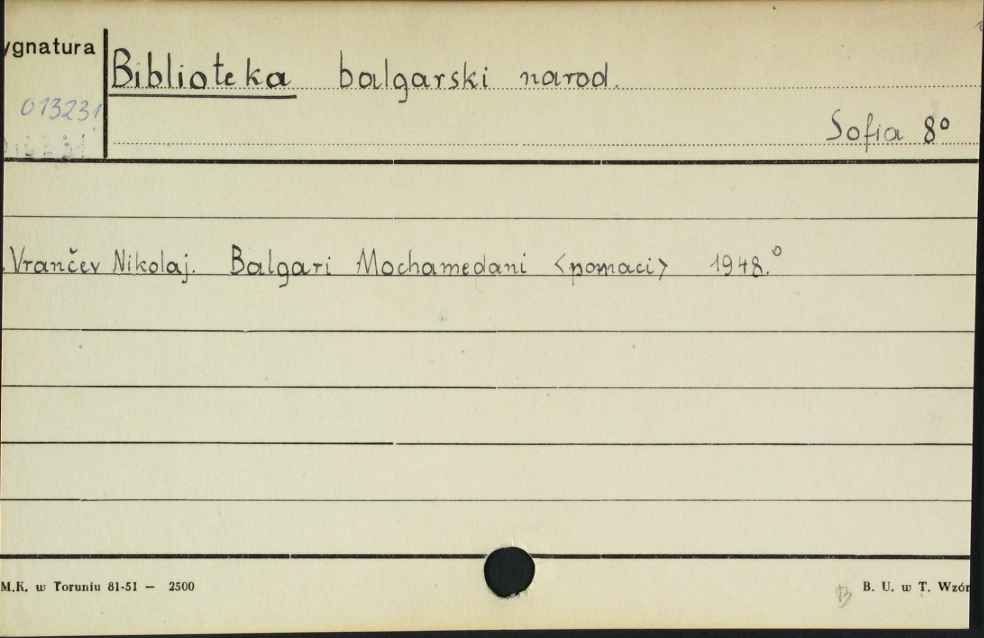 ygnatura
Biblioteka balgarski narod.
013231
Sofia 8°
Vrančev Nikolaj. Balgari Mochamedani <pomaci> 1948.°
M.K. w Toruniu 81-51 — 2500
B. U. w T. Wzór